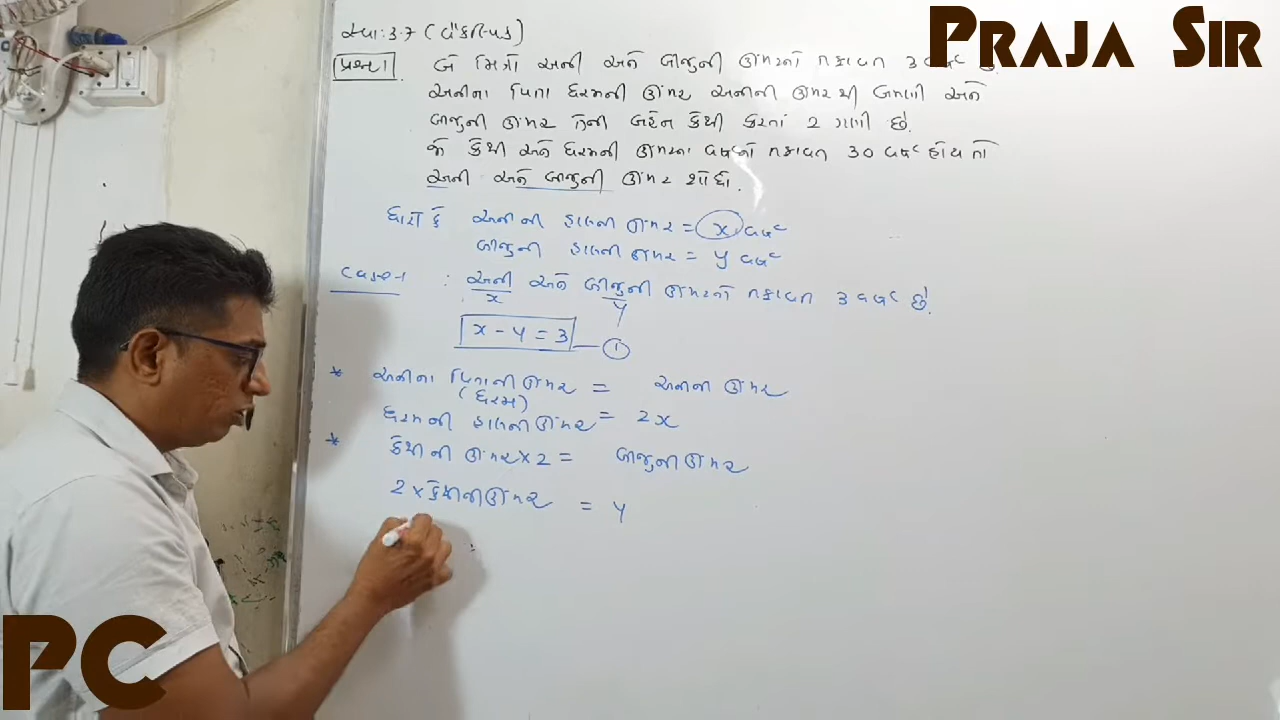 PRAJA SIR
સ્વા: 3.7 (વૈકલ્પિક)
પ્રશ્ન: 1. બે મિત્રો અની અને બીજુની ઉંમરનો તફાવત 3 વર્ષ છે.
અનીના પિતા ધરમની ઉંમર અનીની ઉંમરથી બમણી અને
બીજુની ઉંમર તેની બહેન કેથી કરતાં 2 ગણી છે.
જો કેથી અને ધરમની ઉંમરના વર્ષનો તફાવત 30 વર્ષ હોય તો
અની અને બીજુની ઉંમર શોધો.
ધારો કે અનીની હાલની ઉંમર = x વર્ષ
બીજુની હાલની ઉંમર = y વર્ષ
Case-1 : અની અને બીજુની ઉંમરનો તફાવત 3 વર્ષ છે.
x y
x - y = 3 — 1
* અનીના પિતાની ઉંમર = અનીની ઉંમર
(ધરમ)
ધરમની હાલની ઉંમર = 2x
* કેથીની ઉંમર x 2 = બીજુની ઉંમર
2 x કેથીની ઉંમર = y
PC